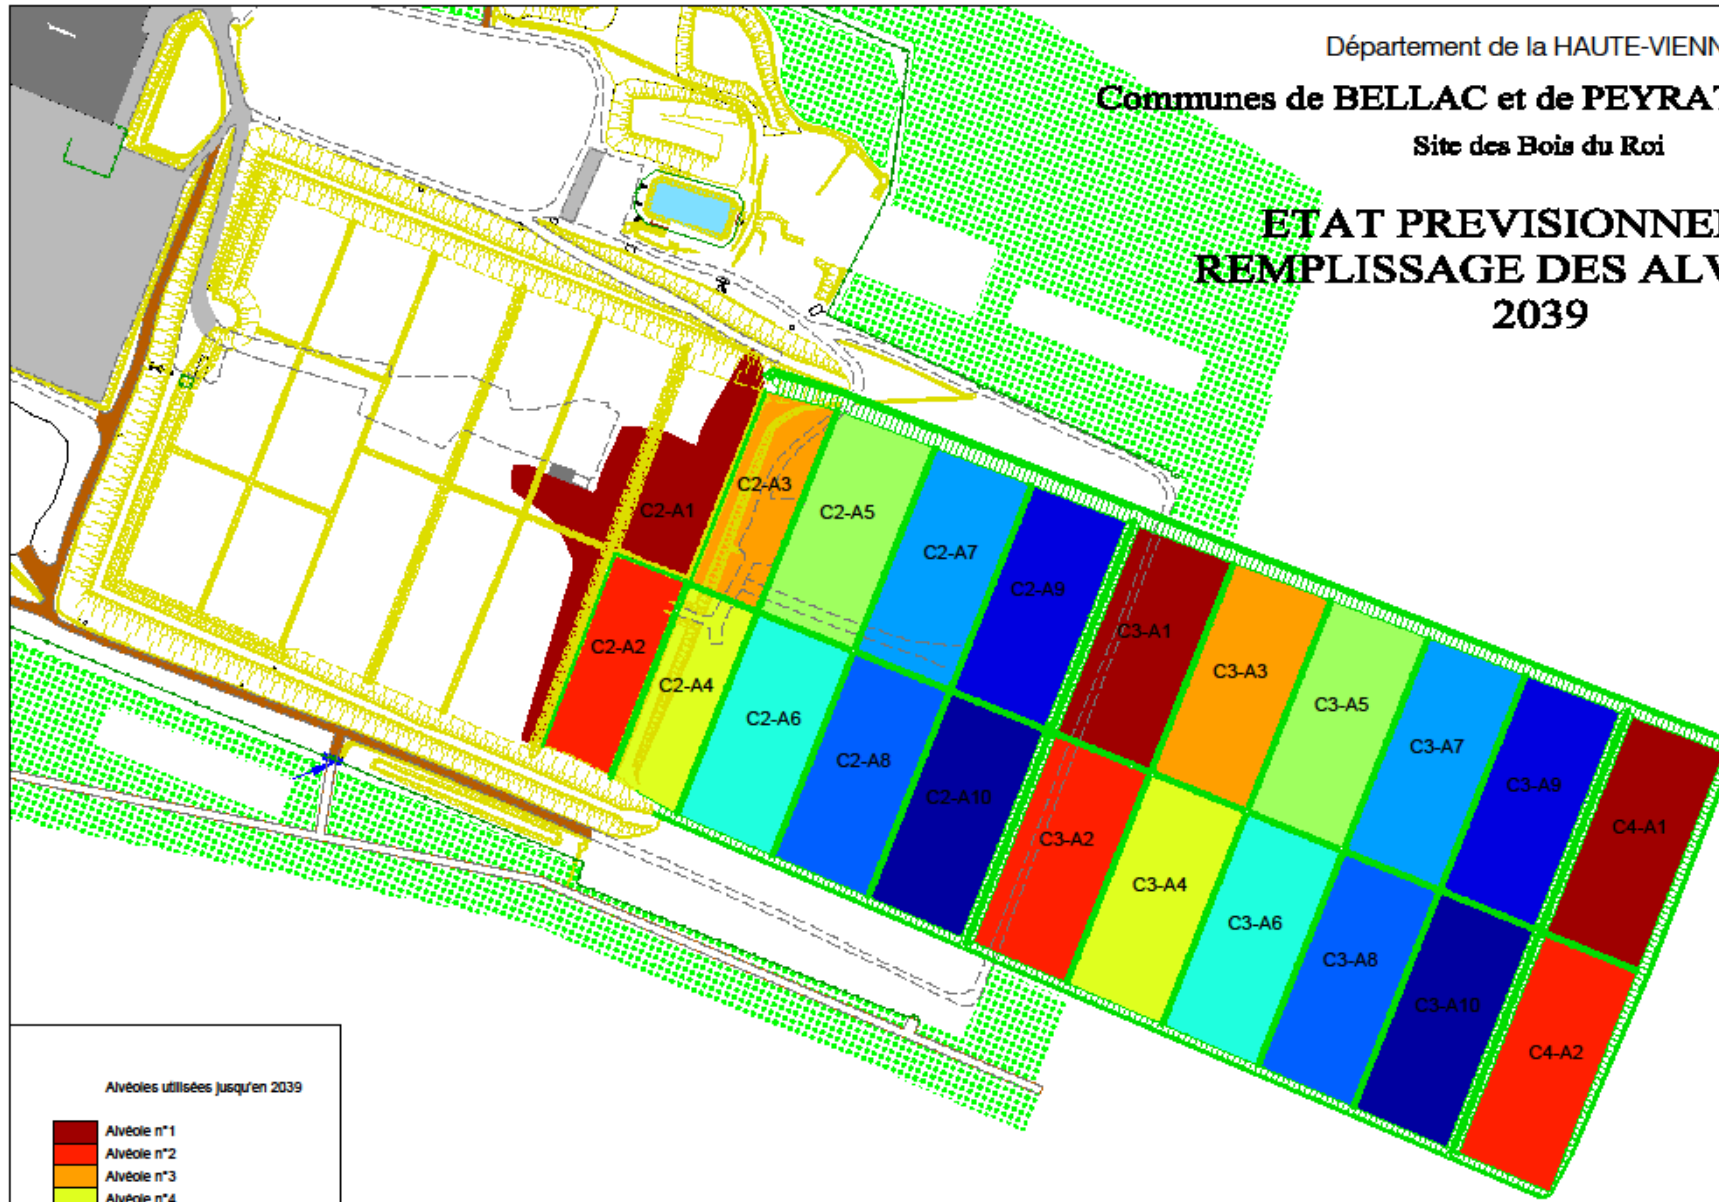 Département de la HAUTE-VIENN
Communes de BELLAC et de PEYRAT
Site des Bois du Roi
ETAT PREVISIONNEL
REMPLISSAGE DES ALV
2039
C2-A1
C2-A3
C2-A5
C2-A7
C2-A9
C3-A1
C3-A3
C3-A5
C3-A7
C3-A9
C4-A1
C2-A2
C2-A4
C2-A6
C2-A8
C2-A10
C3-A2
C3-A4
C3-A6
C3-A8
C3-A10
C4-A2
Alvéoles utilisées jusqu'en 2039
Alvéole n°1
Alvéole n°2
Alvéole n°3
Alvéole n°4